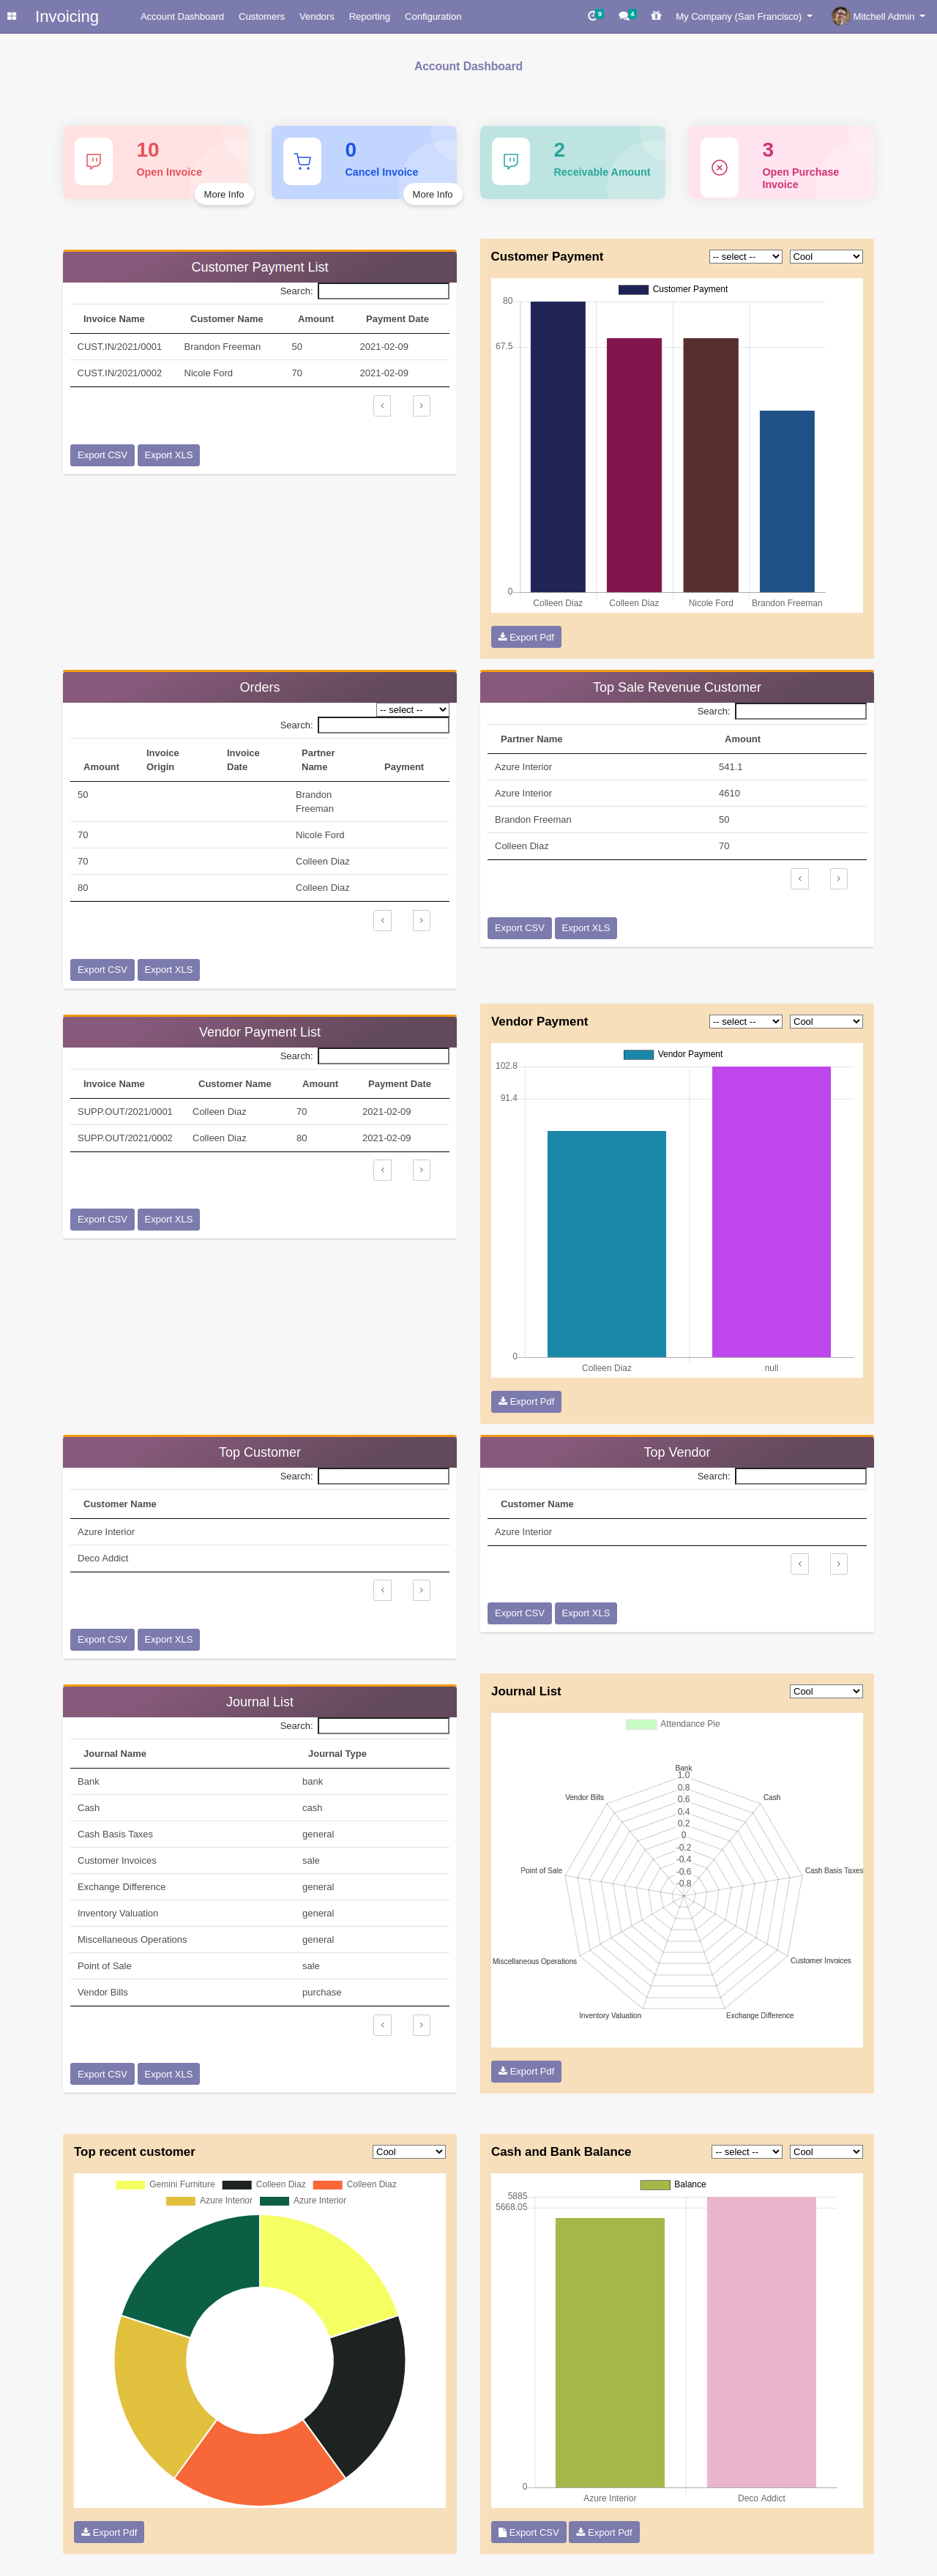 Invoicing Account Dashboard Customers Vendors Reporting Configuration 9 4 My Company (San Francisco) Mitchell Admin
Account Dashboard
10
Open Invoice
More Info
0
Cancel Invoice
More Info
2
Receivable Amount
3
Open Purchase
Invoice
Customer Payment List
Search:
Invoice Name Customer Name Amount Payment Date
CUST.IN/2021/0001 Brandon Freeman 50 2021-02-09
CUST.IN/2021/0002 Nicole Ford 70 2021-02-09
Export CSV Export XLS
Customer Payment -- select -- Cool
Customer Payment
80
67.5
0
Colleen Diaz Colleen Diaz Nicole Ford Brandon Freeman
Export Pdf
Orders
-- select --
Search:
Amount Invoice Origin Invoice Date Partner Name Payment
50 Brandon Freeman
70 Nicole Ford
70 Colleen Diaz
80 Colleen Diaz
Export CSV Export XLS
Top Sale Revenue Customer
Search:
Partner Name Amount
Azure Interior 541.1
Azure Interior 4610
Brandon Freeman 50
Colleen Diaz 70
Export CSV Export XLS
Vendor Payment List
Search:
Invoice Name Customer Name Amount Payment Date
SUPP.OUT/2021/0001 Colleen Diaz 70 2021-02-09
SUPP.OUT/2021/0002 Colleen Diaz 80 2021-02-09
Export CSV Export XLS
Vendor Payment -- select -- Cool
Vendor Payment
102.8
91.4
0
Colleen Diaz null
Export Pdf
Top Customer
Search:
Customer Name
Azure Interior
Deco Addict
Export CSV Export XLS
Top Vendor
Search:
Customer Name
Azure Interior
Export CSV Export XLS
Journal List
Search:
Journal Name Journal Type
Bank bank
Cash cash
Cash Basis Taxes general
Customer Invoices sale
Exchange Difference general
Inventory Valuation general
Miscellaneous Operations general
Point of Sale sale
Vendor Bills purchase
Export CSV Export XLS
Journal List Cool
Attendance Pie
Bank
1.0
0.8
Vendor Bills Cash
0.6
0.4
0.2
0
-0.2
-0.4
Point of Sale Cash Basis Taxes
-0.6
-0.8
Miscellaneous Operations Customer Invoices
Inventory Valuation Exchange Difference
Export Pdf
Top recent customer Cool
Gemini Furniture Colleen Diaz Colleen Diaz
Azure Interior Azure Interior
Export Pdf
Cash and Bank Balance -- select -- Cool
Balance
5885
5668.05
0
Azure Interior Deco Addict
Export CSV Export Pdf